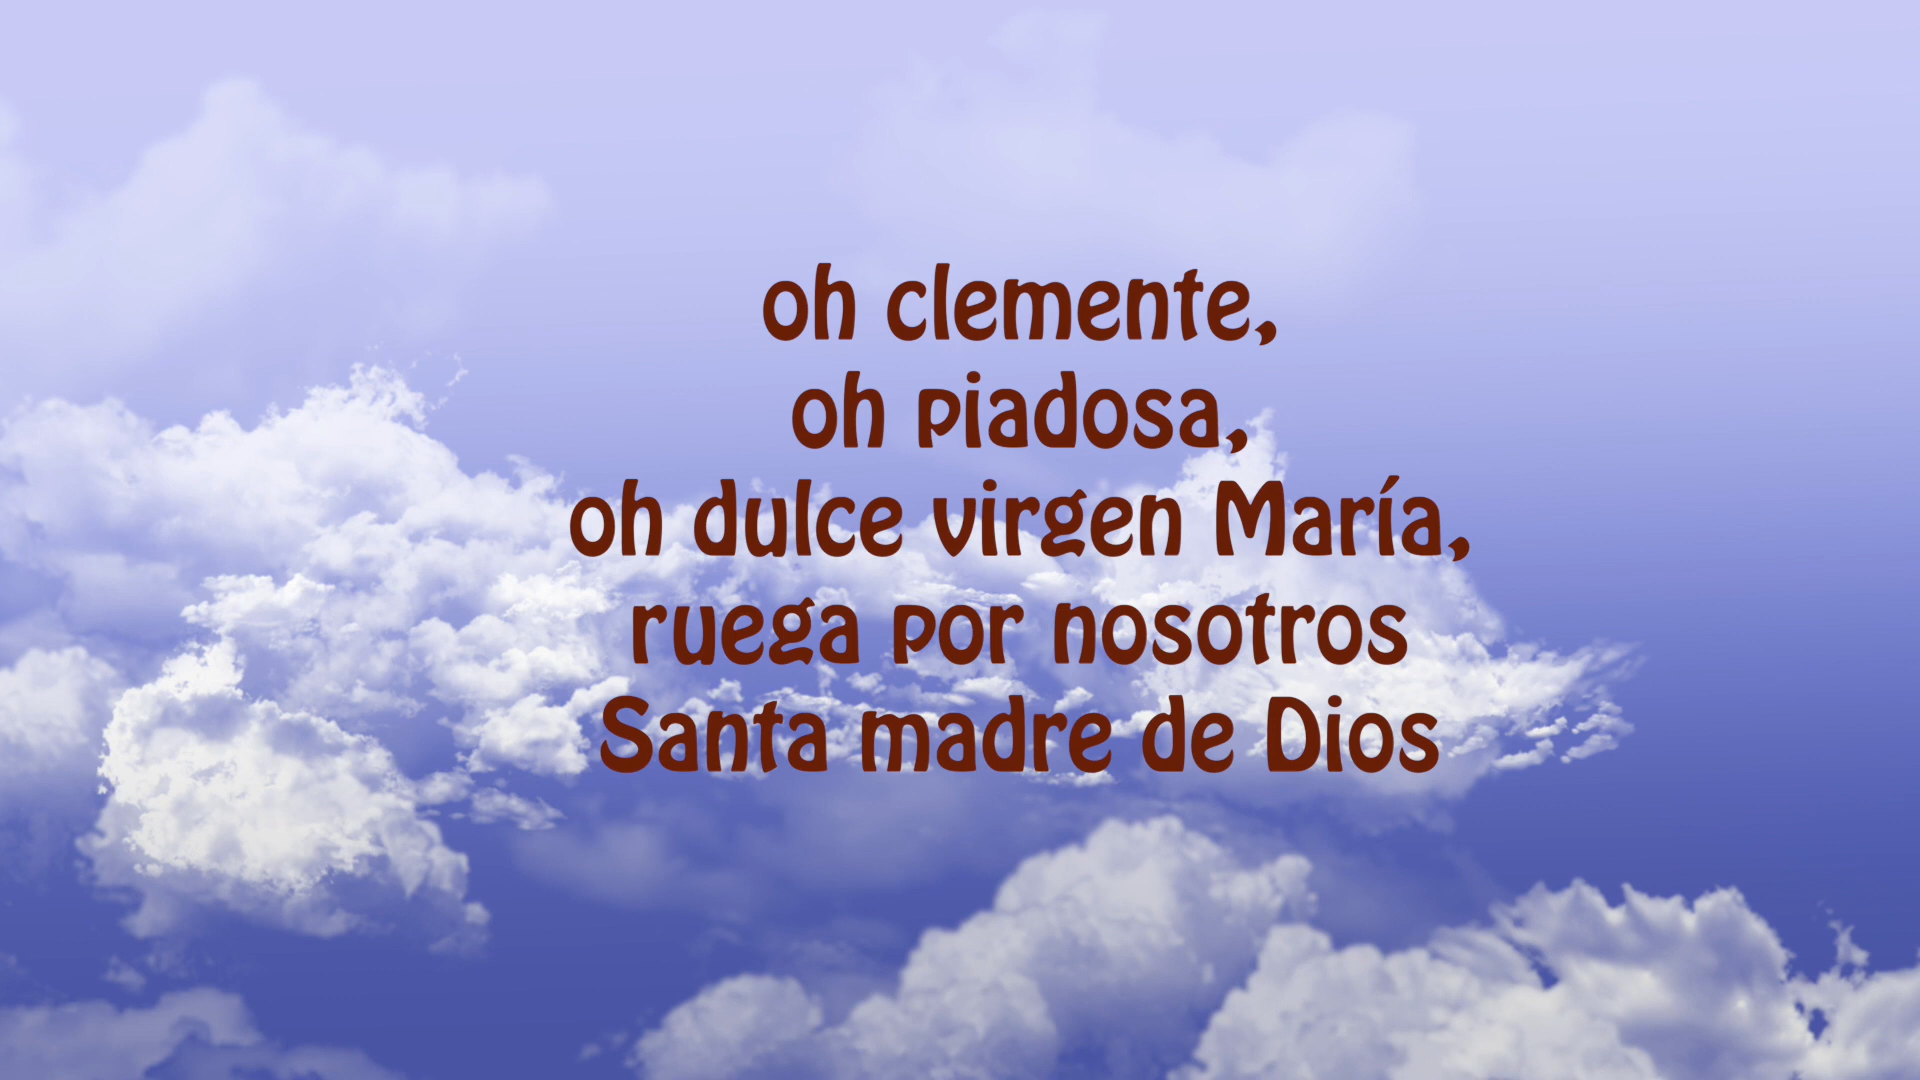 oh clemente,
oh piadosa,
oh dulce virgen María,
ruega por nosotros
Santa madre de Dios